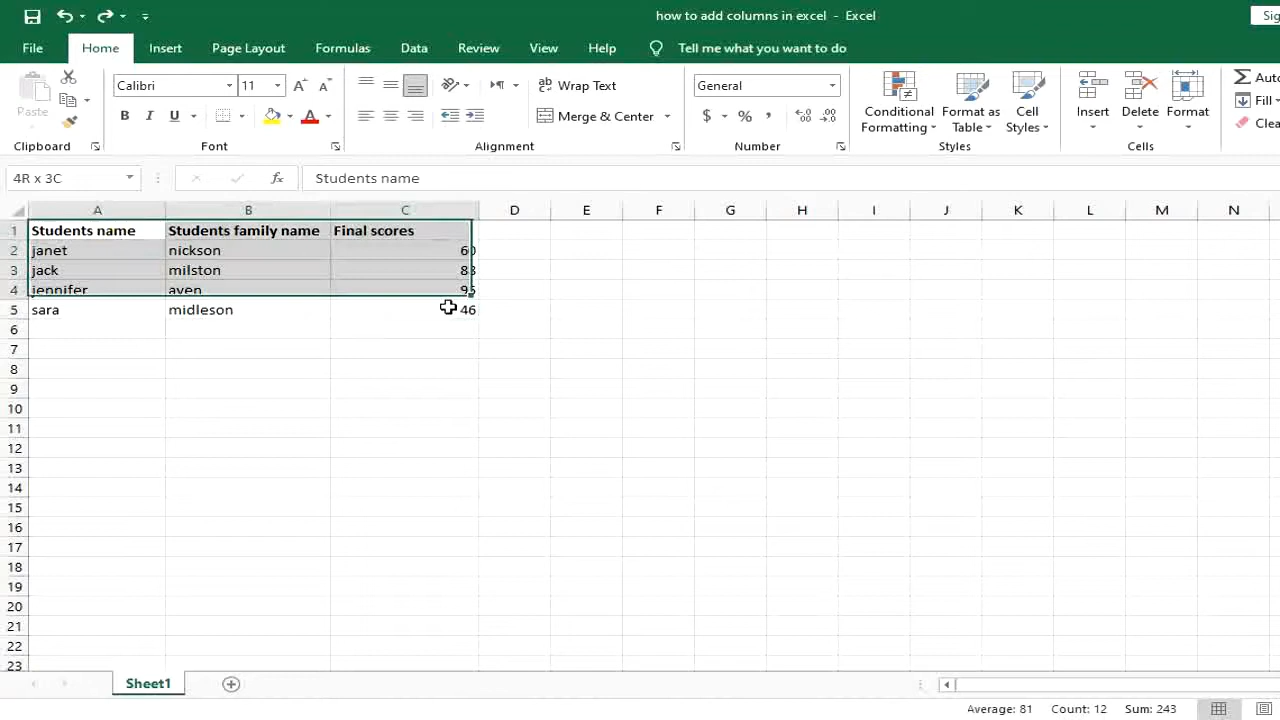 how to add columns in excel - Excel
Sig
File Home Insert Page Layout Formulas Data Review View Help Tell me what you want to do
Paste
Calibri 11 A A
B I U A
Wrap Text
Merge & Center
General
$ % ,
Conditional Formatting
Format as Table
Cell Styles
Insert Delete Format
Σ Auto
Fill
Clea
Clipboard Font Alignment Number Styles Cells
4R x 3C fx Students name
A B C D E F G H I J K L M N
1 Students name Students family name Final scores
2 janet nickson 60
3 jack milston 83
4 jennifer aven 95
5 sara midleson 46
6
7
8
9
10
11
12
13
14
15
16
17
18
19
20
21
22
23
Sheet1
Average: 81 Count: 12 Sum: 243